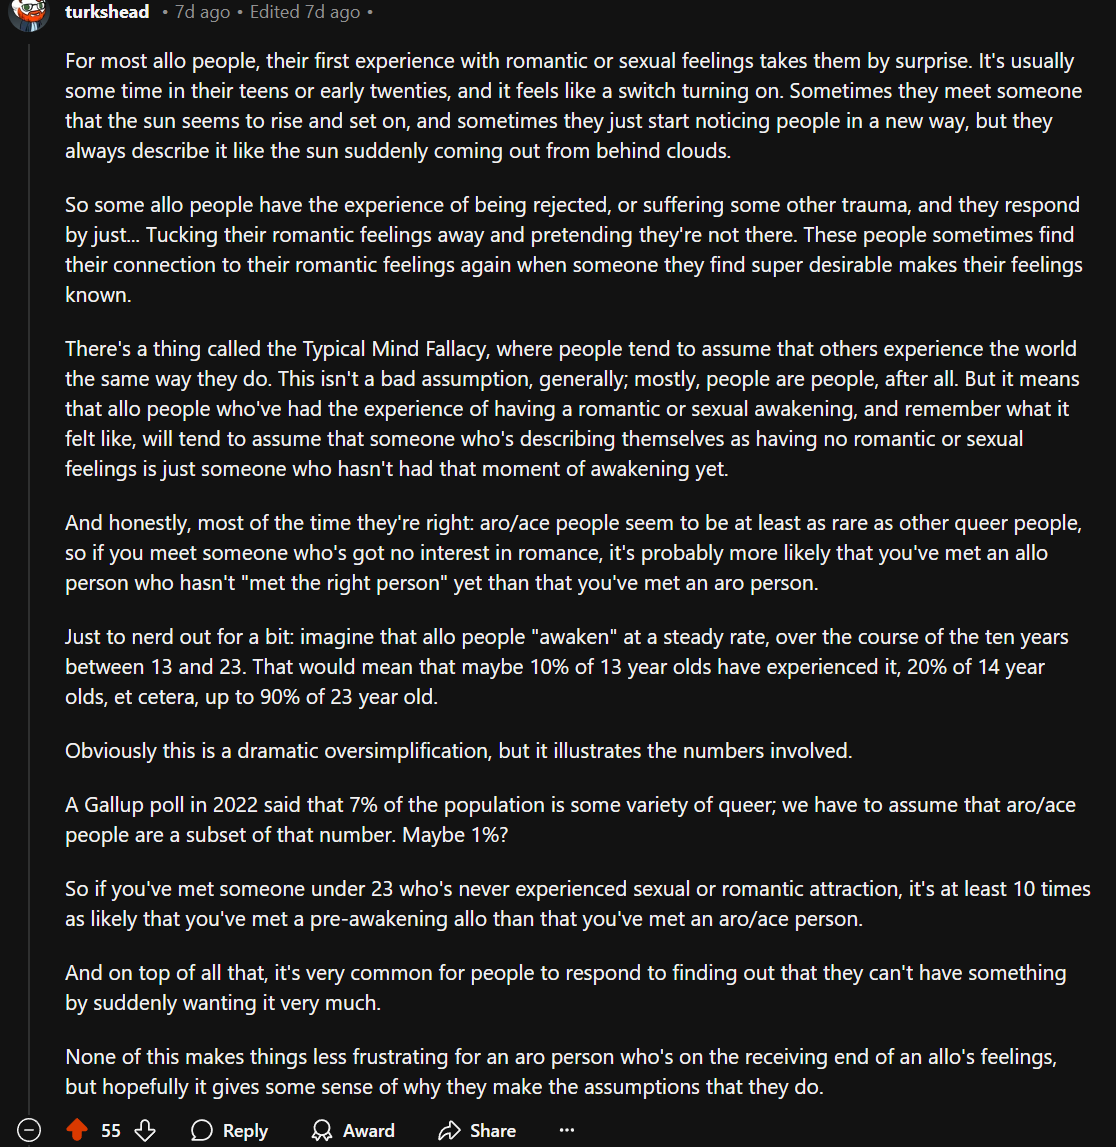 turkshead • 7d ago • Edited 7d ago •
For most allo people, their first experience with romantic or sexual feelings takes them by surprise. It's usually
some time in their teens or early twenties, and it feels like a switch turning on. Sometimes they meet someone
that the sun seems to rise and set on, and sometimes they just start noticing people in a new way, but they
always describe it like the sun suddenly coming out from behind clouds.
So some allo people have the experience of being rejected, or suffering some other trauma, and they respond
by just... Tucking their romantic feelings away and pretending they're not there. These people sometimes find
their connection to their romantic feelings again when someone they find super desirable makes their feelings
known.
There's a thing called the Typical Mind Fallacy, where people tend to assume that others experience the world
the same way they do. This isn't a bad assumption, generally; mostly, people are people, after all. But it means
that allo people who've had the experience of having a romantic or sexual awakening, and remember what it
felt like, will tend to assume that someone who's describing themselves as having no romantic or sexual
feelings is just someone who hasn't had that moment of awakening yet.
And honestly, most of the time they're right: aro/ace people seem to be at least as rare as other queer people,
so if you meet someone who's got no interest in romance, it's probably more likely that you've met an allo
person who hasn't "met the right person" yet than that you've met an aro person.
Just to nerd out for a bit: imagine that allo people "awaken" at a steady rate, over the course of the ten years
between 13 and 23. That would mean that maybe 10% of 13 year olds have experienced it, 20% of 14 year
olds, et cetera, up to 90% of 23 year old.
Obviously this is a dramatic oversimplification, but it illustrates the numbers involved.
A Gallup poll in 2022 said that 7% of the population is some variety of queer; we have to assume that aro/ace
people are a subset of that number. Maybe 1%?
So if you've met someone under 23 who's never experienced sexual or romantic attraction, it's at least 10 times
as likely that you've met a pre-awakening allo than that you've met an aro/ace person.
And on top of all that, it's very common for people to respond to finding out that they can't have something
by suddenly wanting it very much.
None of this makes things less frustrating for an aro person who's on the receiving end of an allo's feelings,
but hopefully it gives some sense of why they make the assumptions that they do.
55 Reply Award Share ...